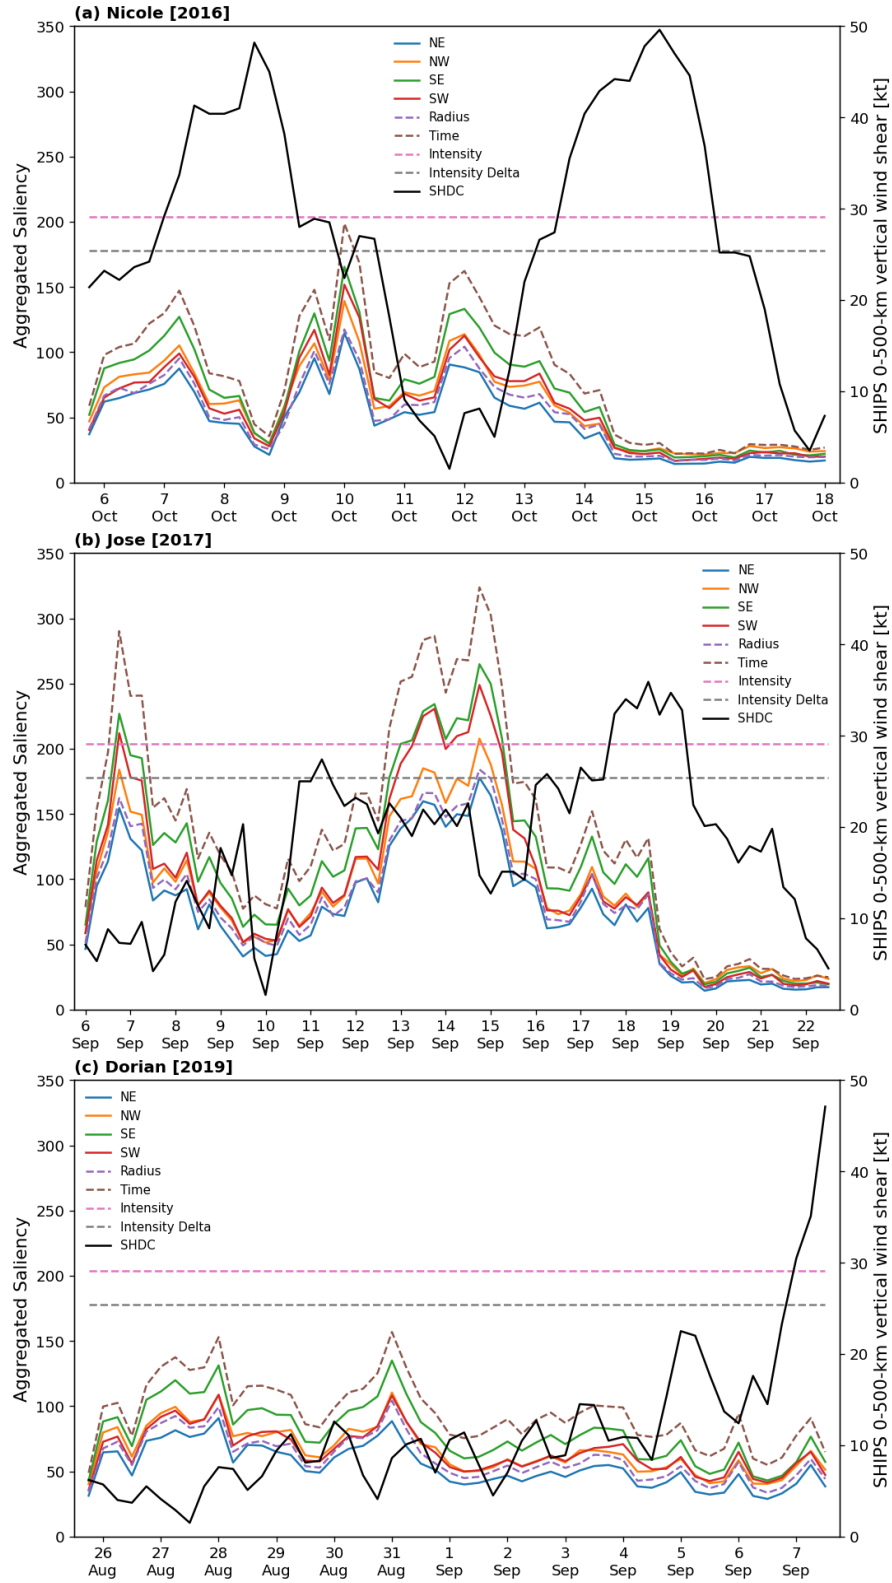 (a) Nicole [2016]
350
300
250
200
150
100
50
0
Aggregated Saliency
NE
NW
SE
SW
Radius
Time
Intensity
Intensity Delta
SHDC
50
40
30
20
10
0
SHIPS 0-500-km vertical wind shear [kt]
6 7 8 9 10 11 12 13 14 15 16 17 18
Oct Oct Oct Oct Oct Oct Oct Oct Oct Oct Oct Oct Oct
(b) Jose [2017]
350
300
250
200
150
100
50
0
Aggregated Saliency
NE
NW
SE
SW
Radius
Time
Intensity
Intensity Delta
SHDC
50
40
30
20
10
0
SHIPS 0-500-km vertical wind shear [kt]
6 7 8 9 10 11 12 13 14 15 16 17 18 19 20 21 22
Sep Sep Sep Sep Sep Sep Sep Sep Sep Sep Sep Sep Sep Sep Sep Sep Sep
(c) Dorian [2019]
350
300
250
200
150
100
50
0
Aggregated Saliency
NE
NW
SE
SW
Radius
Time
Intensity
Intensity Delta
SHDC
50
40
30
20
10
0
SHIPS 0-500-km vertical wind shear [kt]
26 27 28 29 30 31 1 2 3 4 5 6 7
Aug Aug Aug Aug Aug Aug Sep Sep Sep Sep Sep Sep Sep